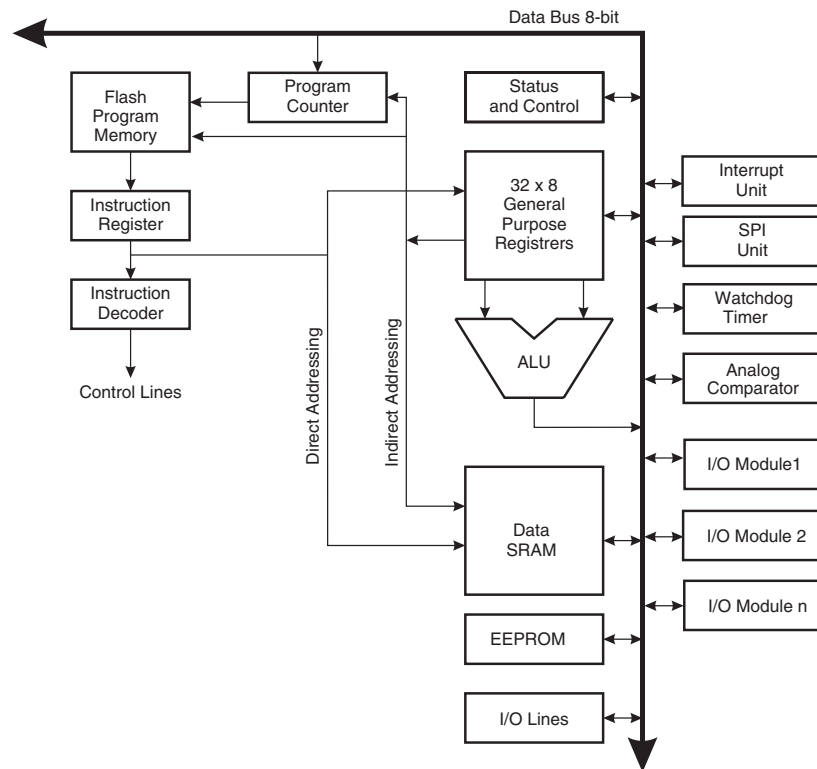 Data Bus 8-bit
Flash
Program
Memory
Program
Counter
Status
and Control
Instruction
Register
32 x 8
General
Purpose
Registrers
Interrupt
Unit
SPI
Unit
Instruction
Decoder
Watchdog
Timer
ALU
Analog
Comparator
Control Lines
Direct Addressing
Indirect Addressing
I/O Module1
Data
SRAM
I/O Module 2
I/O Module n
EEPROM
I/O Lines